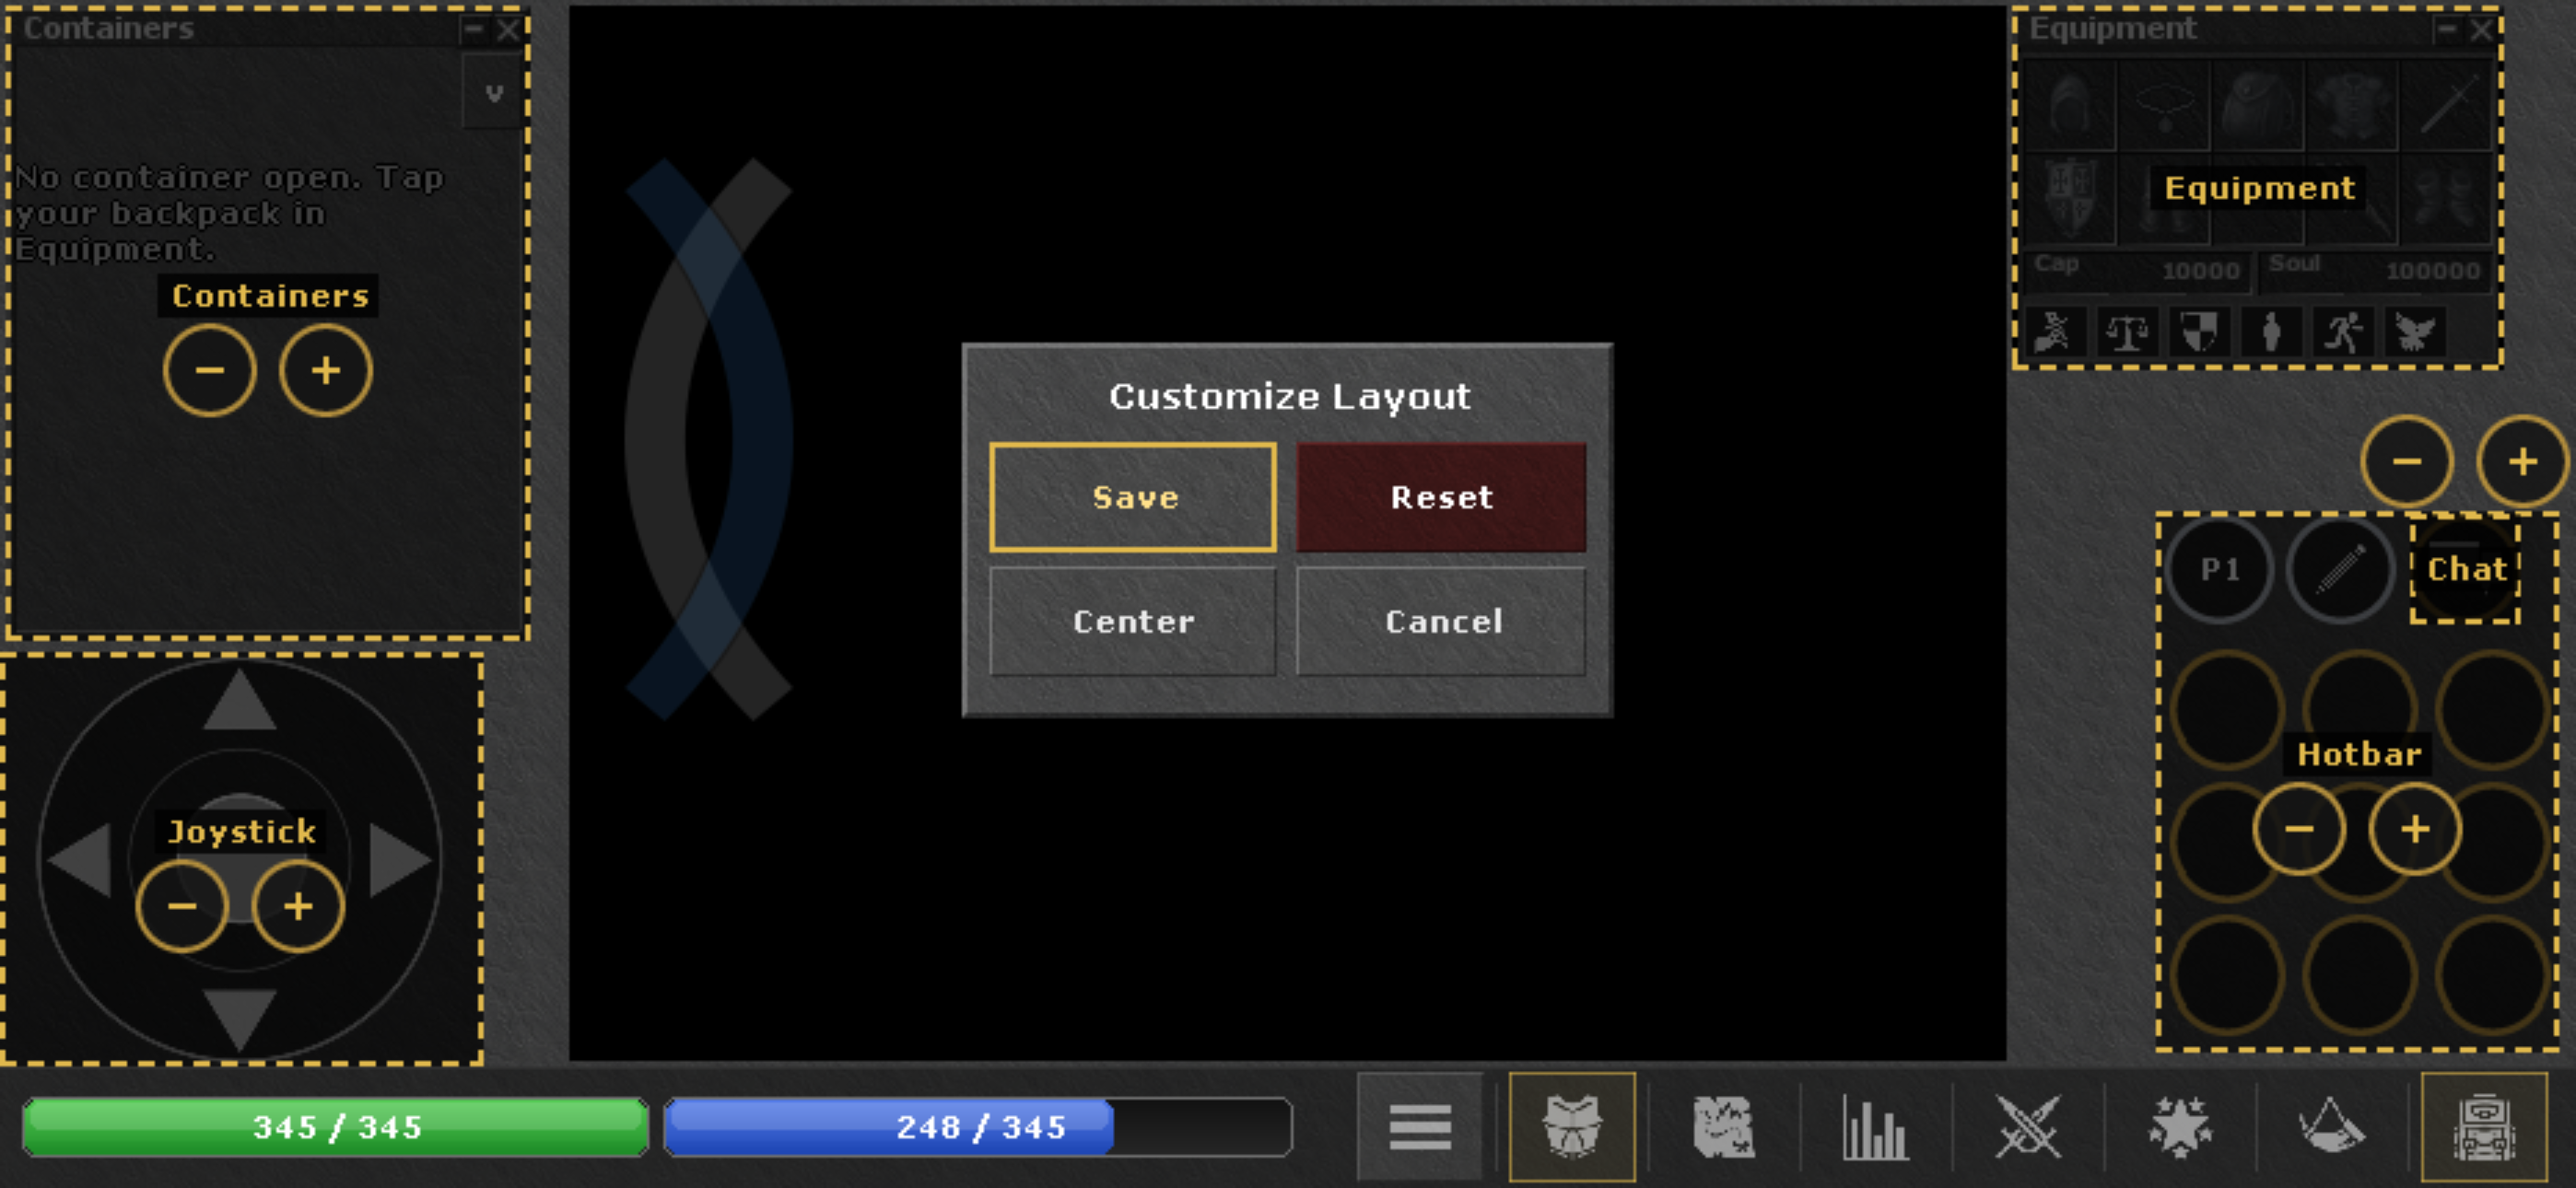 Containers
v
No container open. Tap
your backpack in
Equipment.
Containers
Joystick
Customize Layout
Save
Reset
Center
Cancel
Equipment
Equipment
Cap
10000
Soul
100000
P1
Chat
Hotbar
345 / 345
248 / 345